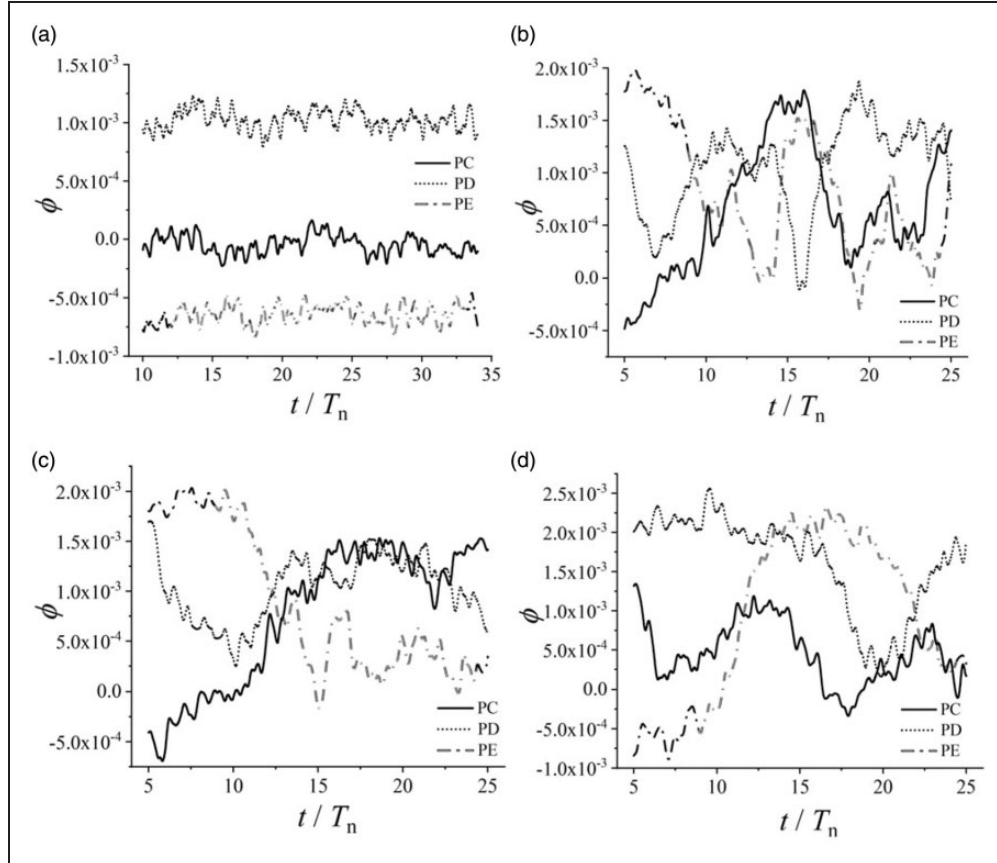 (a)
1.5x10⁻³
1.0x10⁻³
5.0x10⁻⁴
0.0
-5.0x10⁻⁴
-1.0x10⁻³
ϕ
PC
PD
PE
10 15 20 25 30 35
t / Tₙ
(b)
2.0x10⁻³
1.5x10⁻³
1.0x10⁻³
5.0x10⁻⁴
0.0
-5.0x10⁻⁴
ϕ
PC
PD
PE
5 10 15 20 25
t / Tₙ
(c)
2.0x10⁻³
1.5x10⁻³
1.0x10⁻³
5.0x10⁻⁴
0.0
-5.0x10⁻⁴
ϕ
PC
PD
PE
5 10 15 20 25
t / Tₙ
(d)
2.5x10⁻³
2.0x10⁻³
1.5x10⁻³
1.0x10⁻³
5.0x10⁻⁴
0.0
-5.0x10⁻⁴
-1.0x10⁻³
ϕ
PC
PD
PE
5 10 15 20 25
t / Tₙ